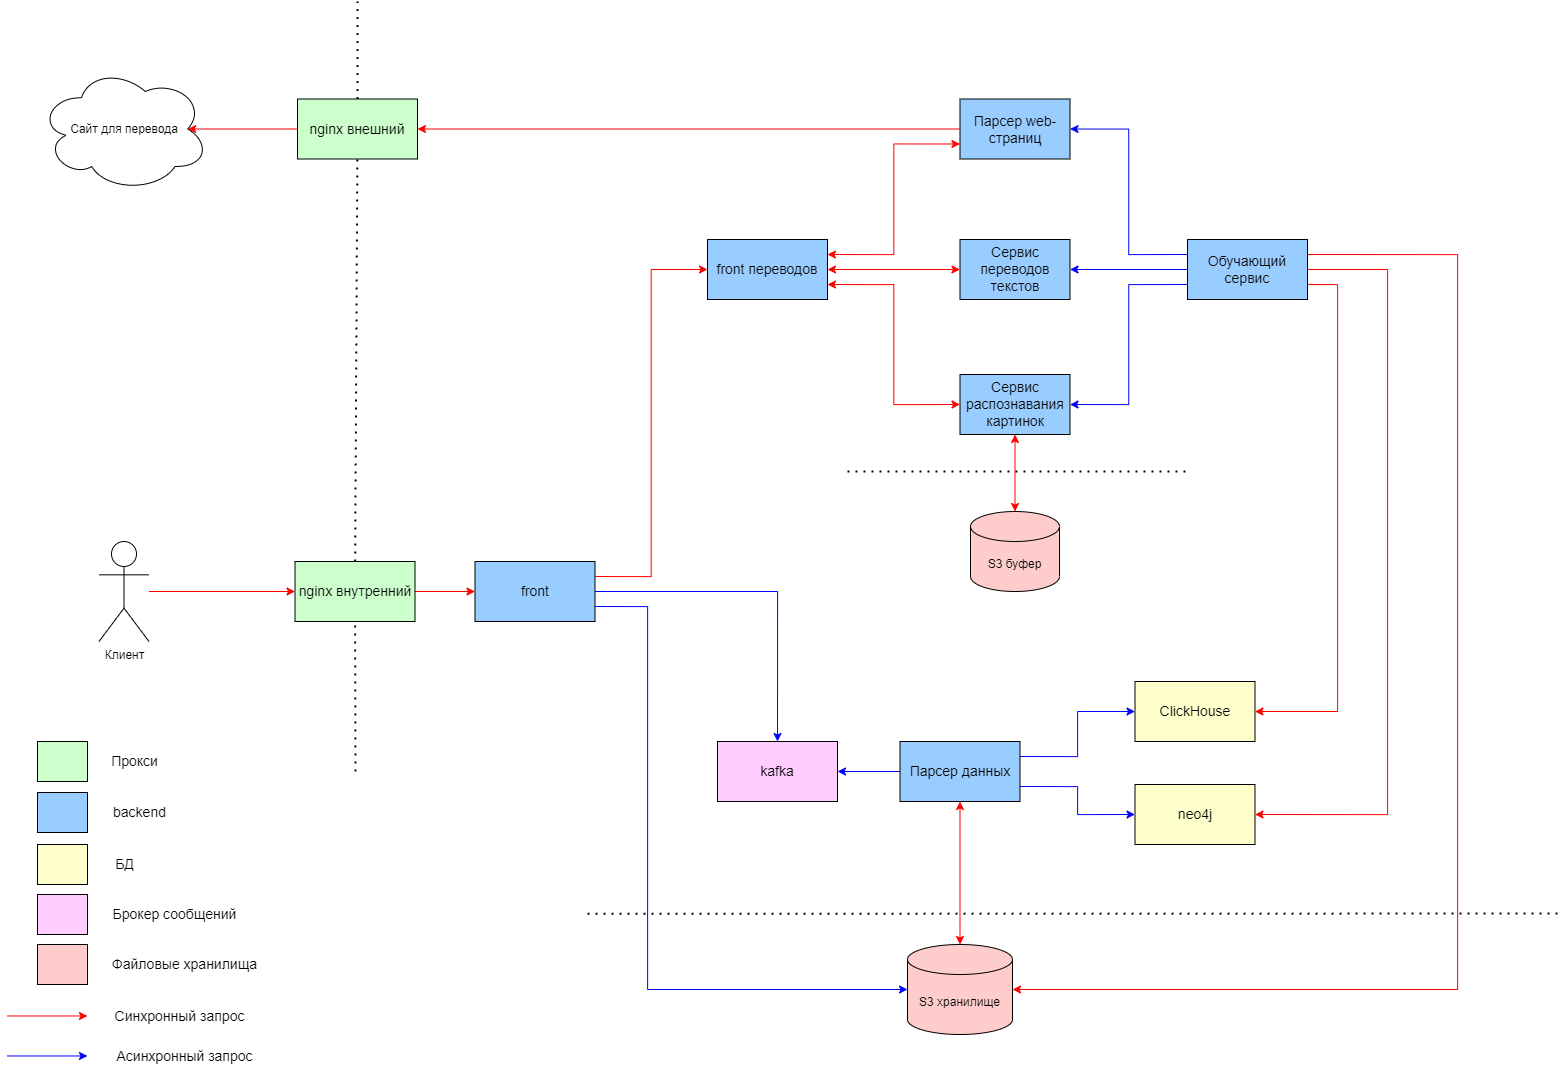 Сайт для перевода
nginx внешний
Парсер web-
страниц
front переводов
Сервис
переводов
текстов
Обучающий
сервис
Сервис
распознавания
картинок
S3 буфер
Клиент
nginx внутренний
front
ClickHouse
kafka
Парсер данных
neo4j
S3 хранилище
Прокси
backend
БД
Брокер сообщений
Файловые хранилища
Синхронный запрос
Асинхронный запрос